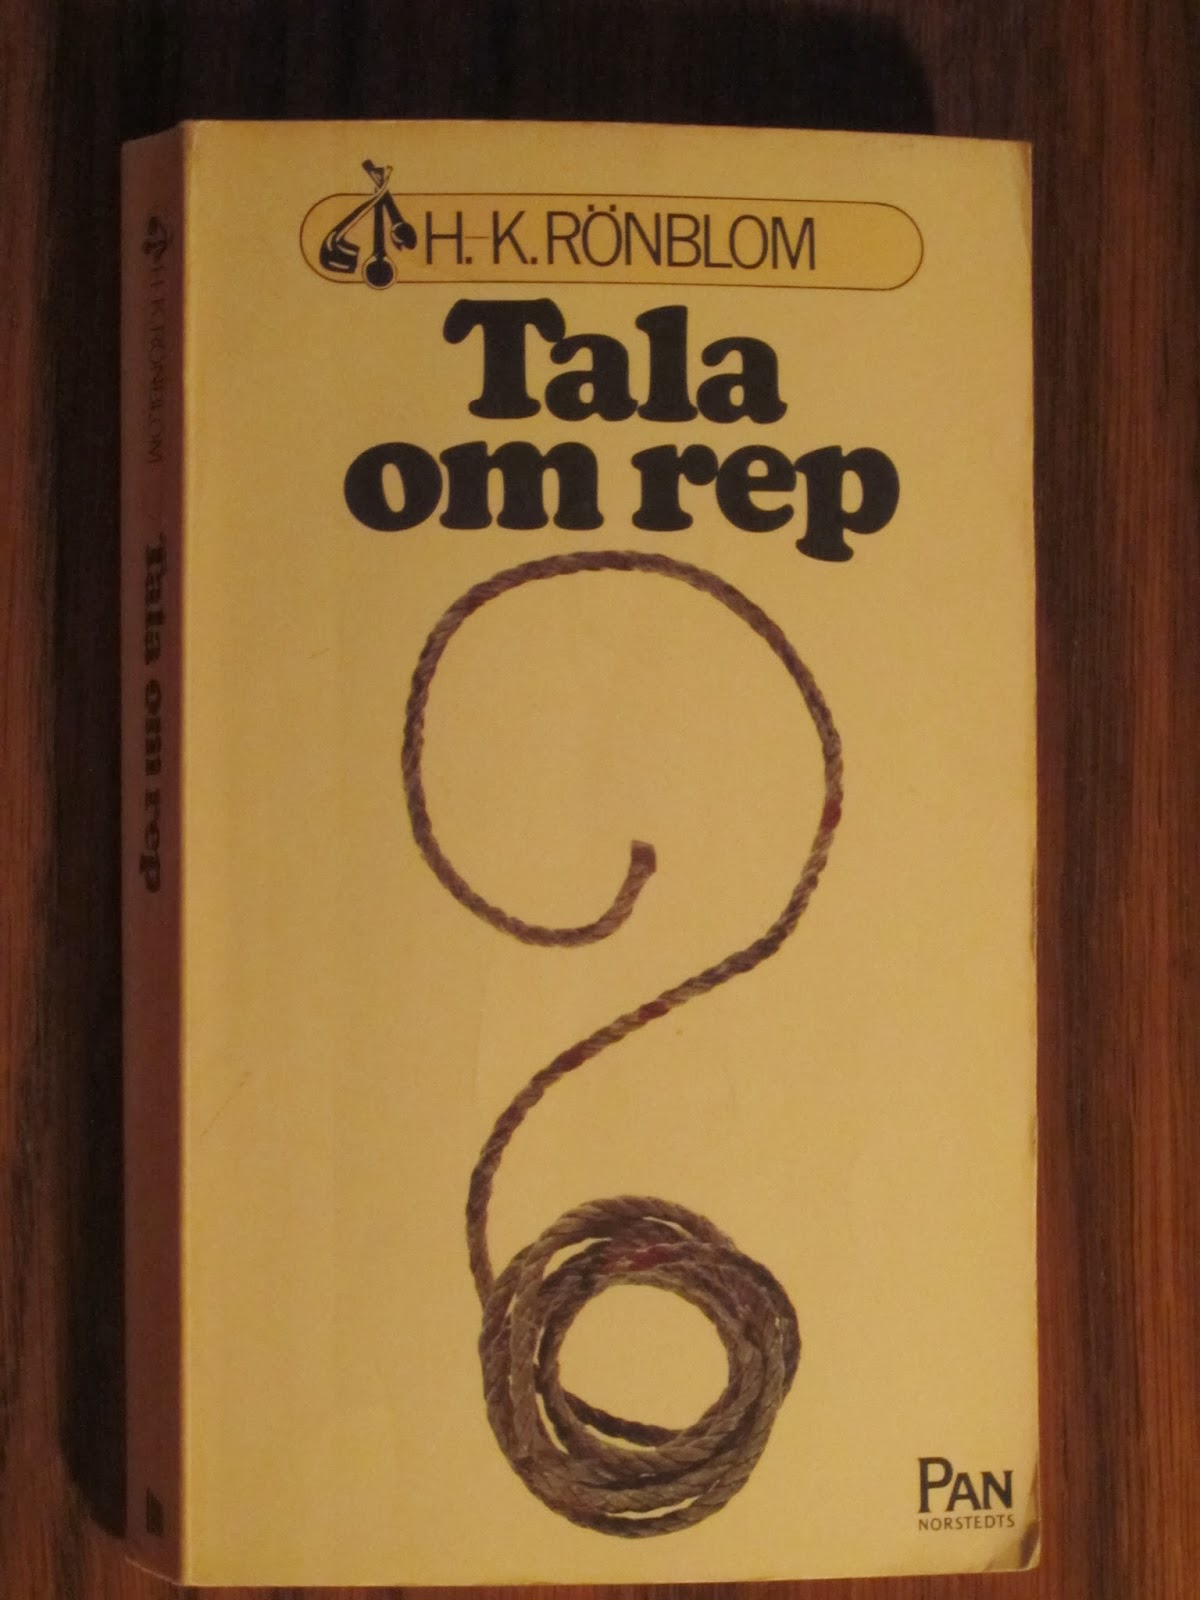 H.-K. RÖNBLOM
Tala
om rep
PAN
NORSTEDTS
H.-K. RÖNBLOM Tala om rep